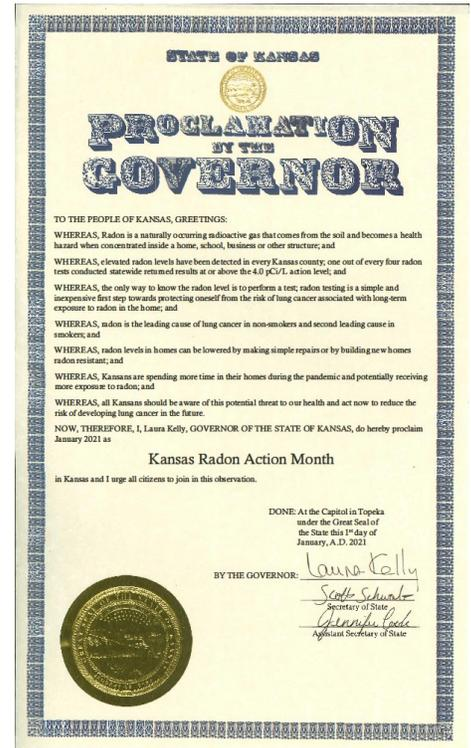 STATE OF KANSAS
PROCLAMATION
BY THE
GOVERNOR
TO THE PEOPLE OF KANSAS, GREETINGS:
WHEREAS, Radon is a naturally occurring radioactive gas that comes from the soil and becomes a health
hazard when concentrated inside a home, school, business or other structure; and
WHEREAS, elevated radon levels have been detected in every Kansas county; one out of every four radon
tests conducted statewide returned results at or above the 4.0 pCi/L action level; and
WHEREAS, the only way to know the radon level is to perform a test; radon testing is a simple and
inexpensive first step towards protecting oneself from the risk of lung cancer associated with long-term
exposure to radon in the home; and
WHEREAS, radon is the leading cause of lung cancer in non-smokers and second leading cause in
smokers; and
WHEREAS, radon levels in homes can be lowered by making simple repairs or by building new homes
radon resistant; and
WHEREAS, Kansans are spending more time in their homes during the pandemic and potentially receiving
more exposure to radon; and
WHEREAS, all Kansans should be aware of this potential threat to our health and act now to reduce the
risk of developing lung cancer in the future.
NOW, THEREFORE, I, Laura Kelly, GOVERNOR OF THE STATE OF KANSAS, do hereby proclaim
January 2021 as
Kansas Radon Action Month
in Kansas and I urge all citizens to join in this observation.
DONE: At the Capitol in Topeka
under the Great Seal of
the State this 1st day of
January, A.D. 2021
BY THE GOVERNOR: Laura Kelly
Scott Schwab
Secretary of State
Jennifer Cook
Assistant Secretary of State